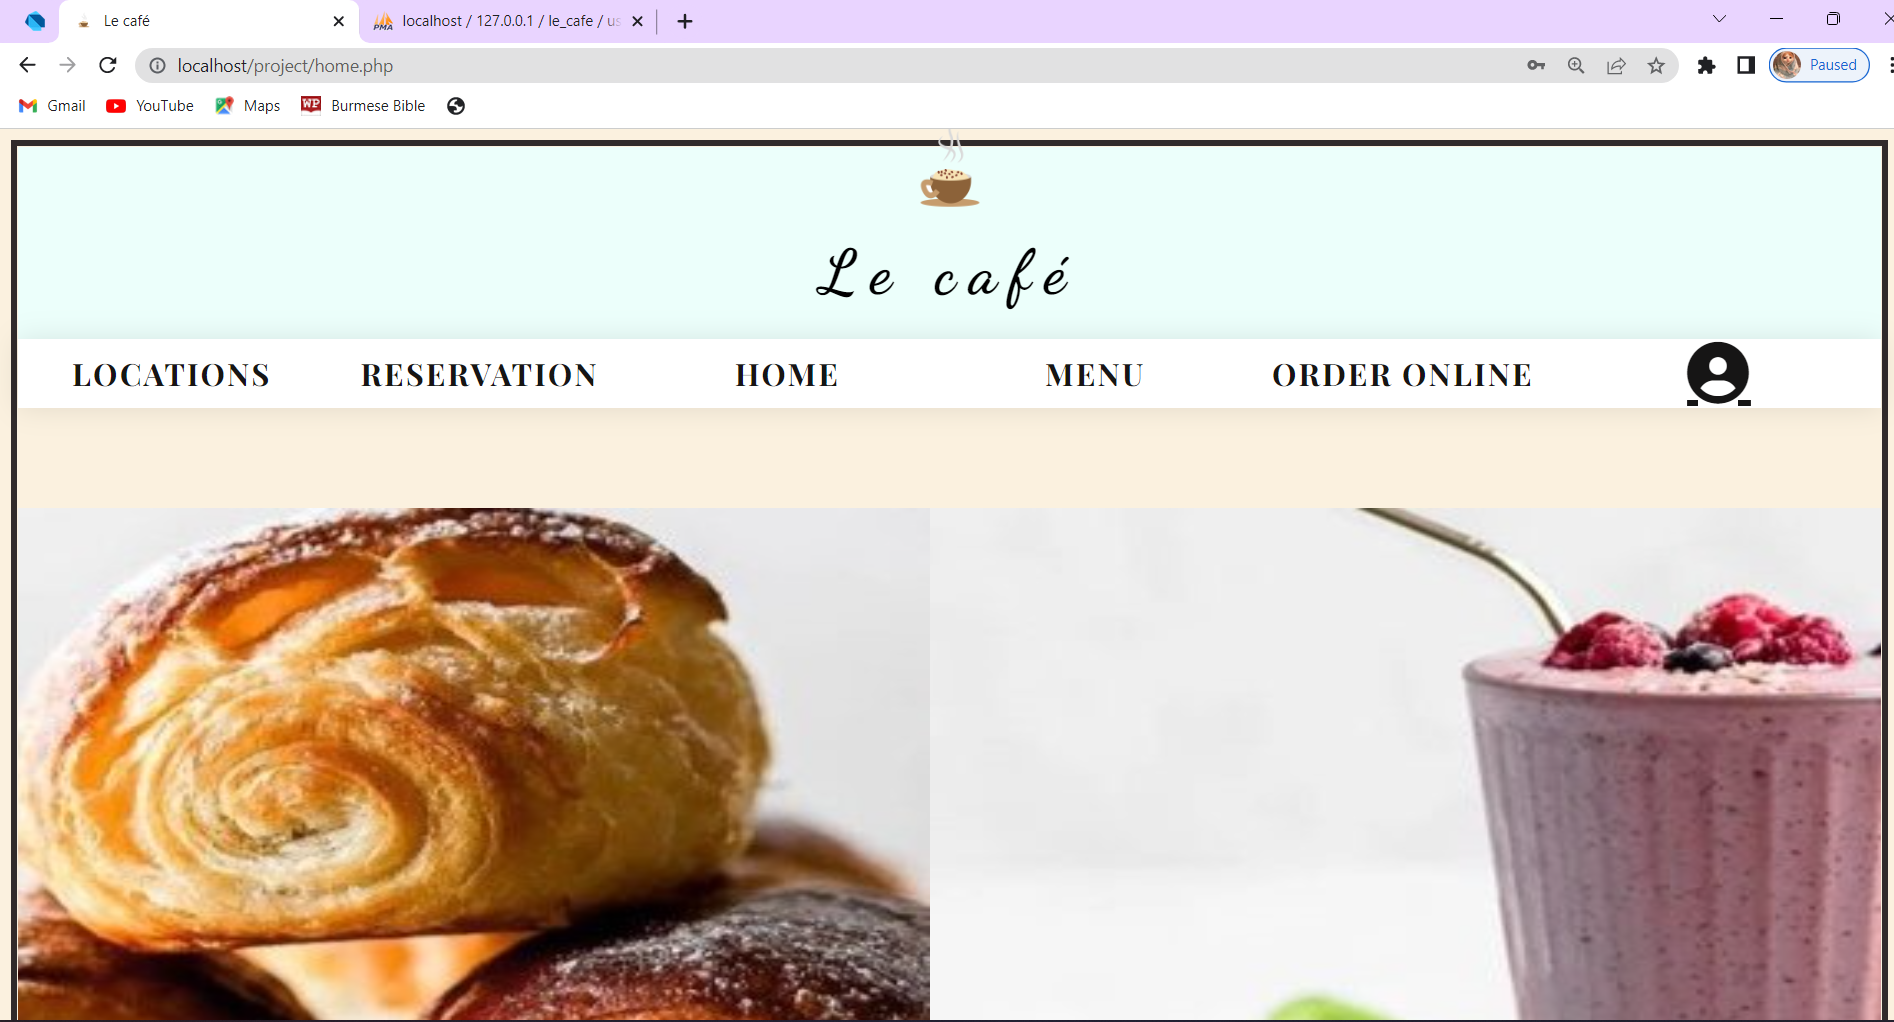 Le café
localhost / 127.0.0.1 / le_cafe / us
localhost/project/home.php
Paused
Gmail
YouTube
Maps
WP
Burmese Bible
Le café
LOCATIONS
RESERVATION
HOME
MENU
ORDER ONLINE